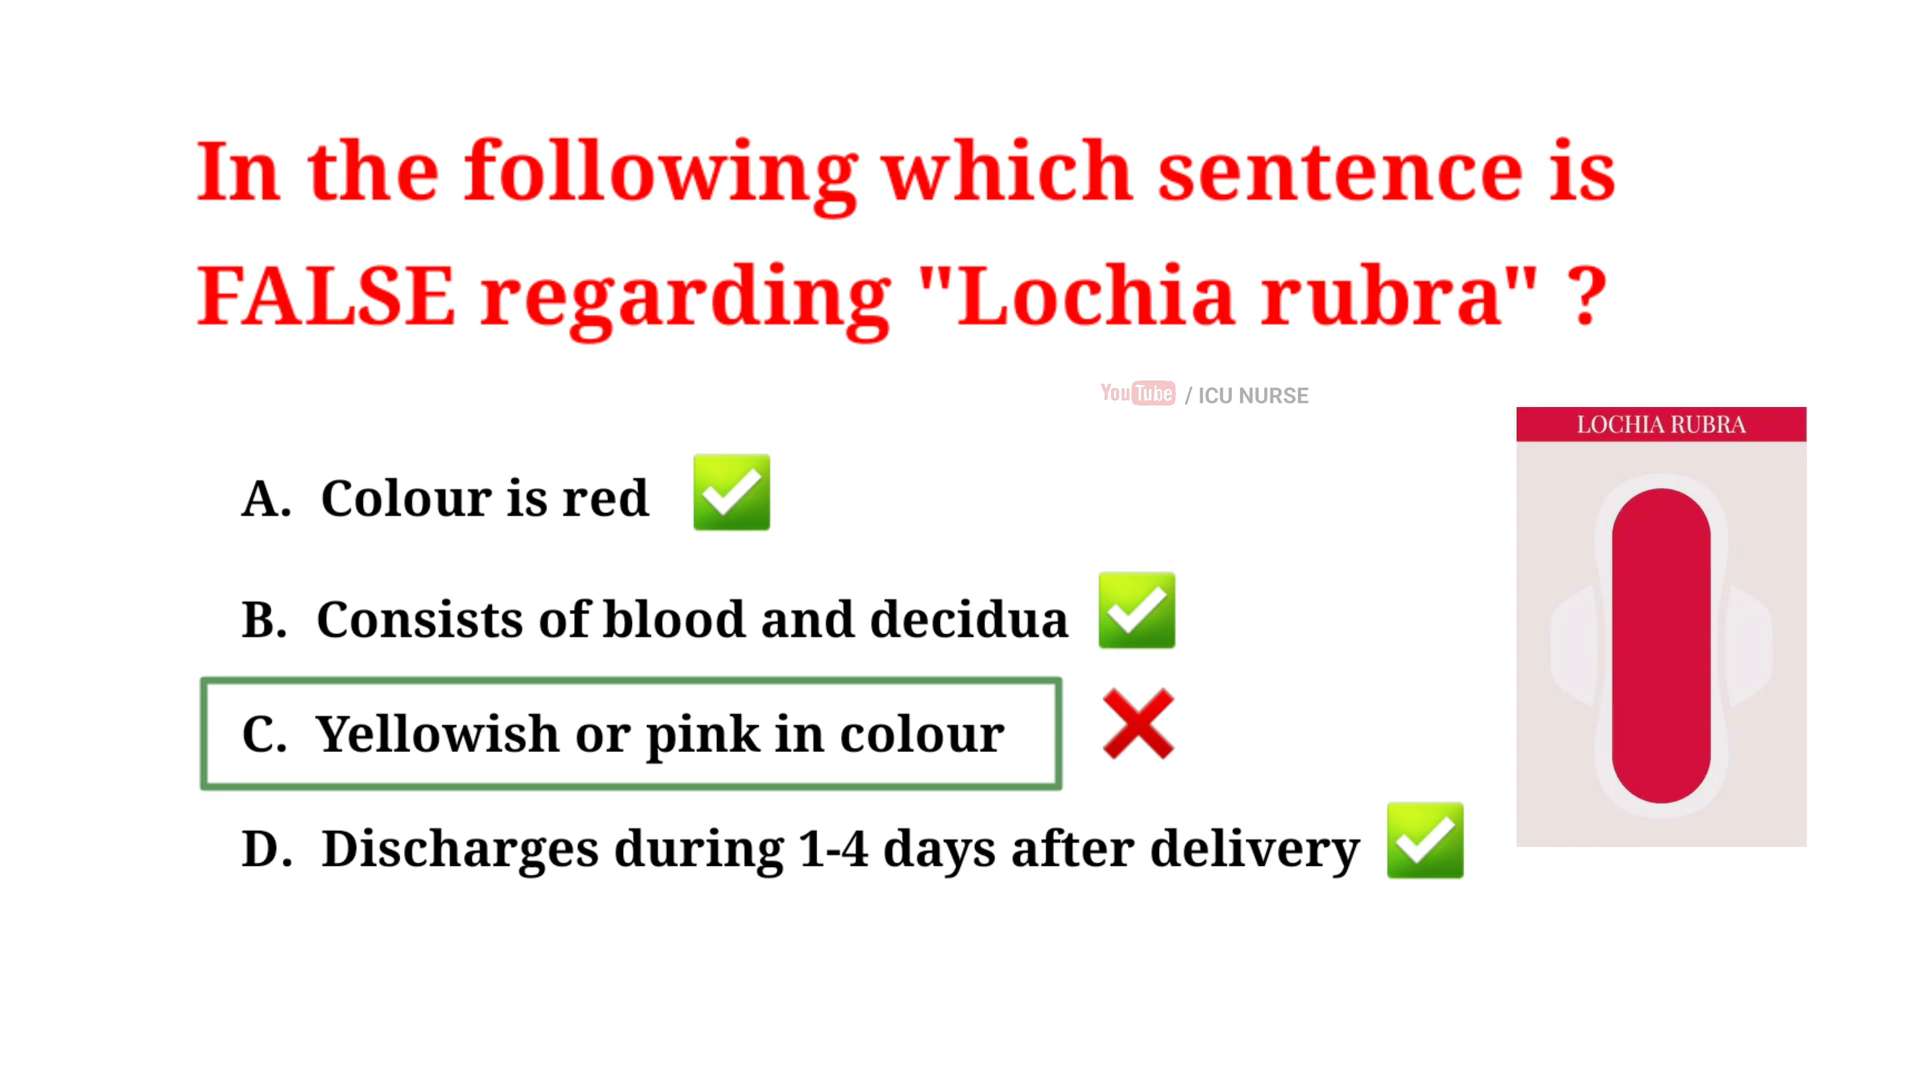 In the following which sentence is
FALSE regarding "Lochia rubra" ?
YouTube / ICU NURSE
LOCHIA RUBRA
A. Colour is red
B. Consists of blood and decidua
C. Yellowish or pink in colour
D. Discharges during 1-4 days after delivery